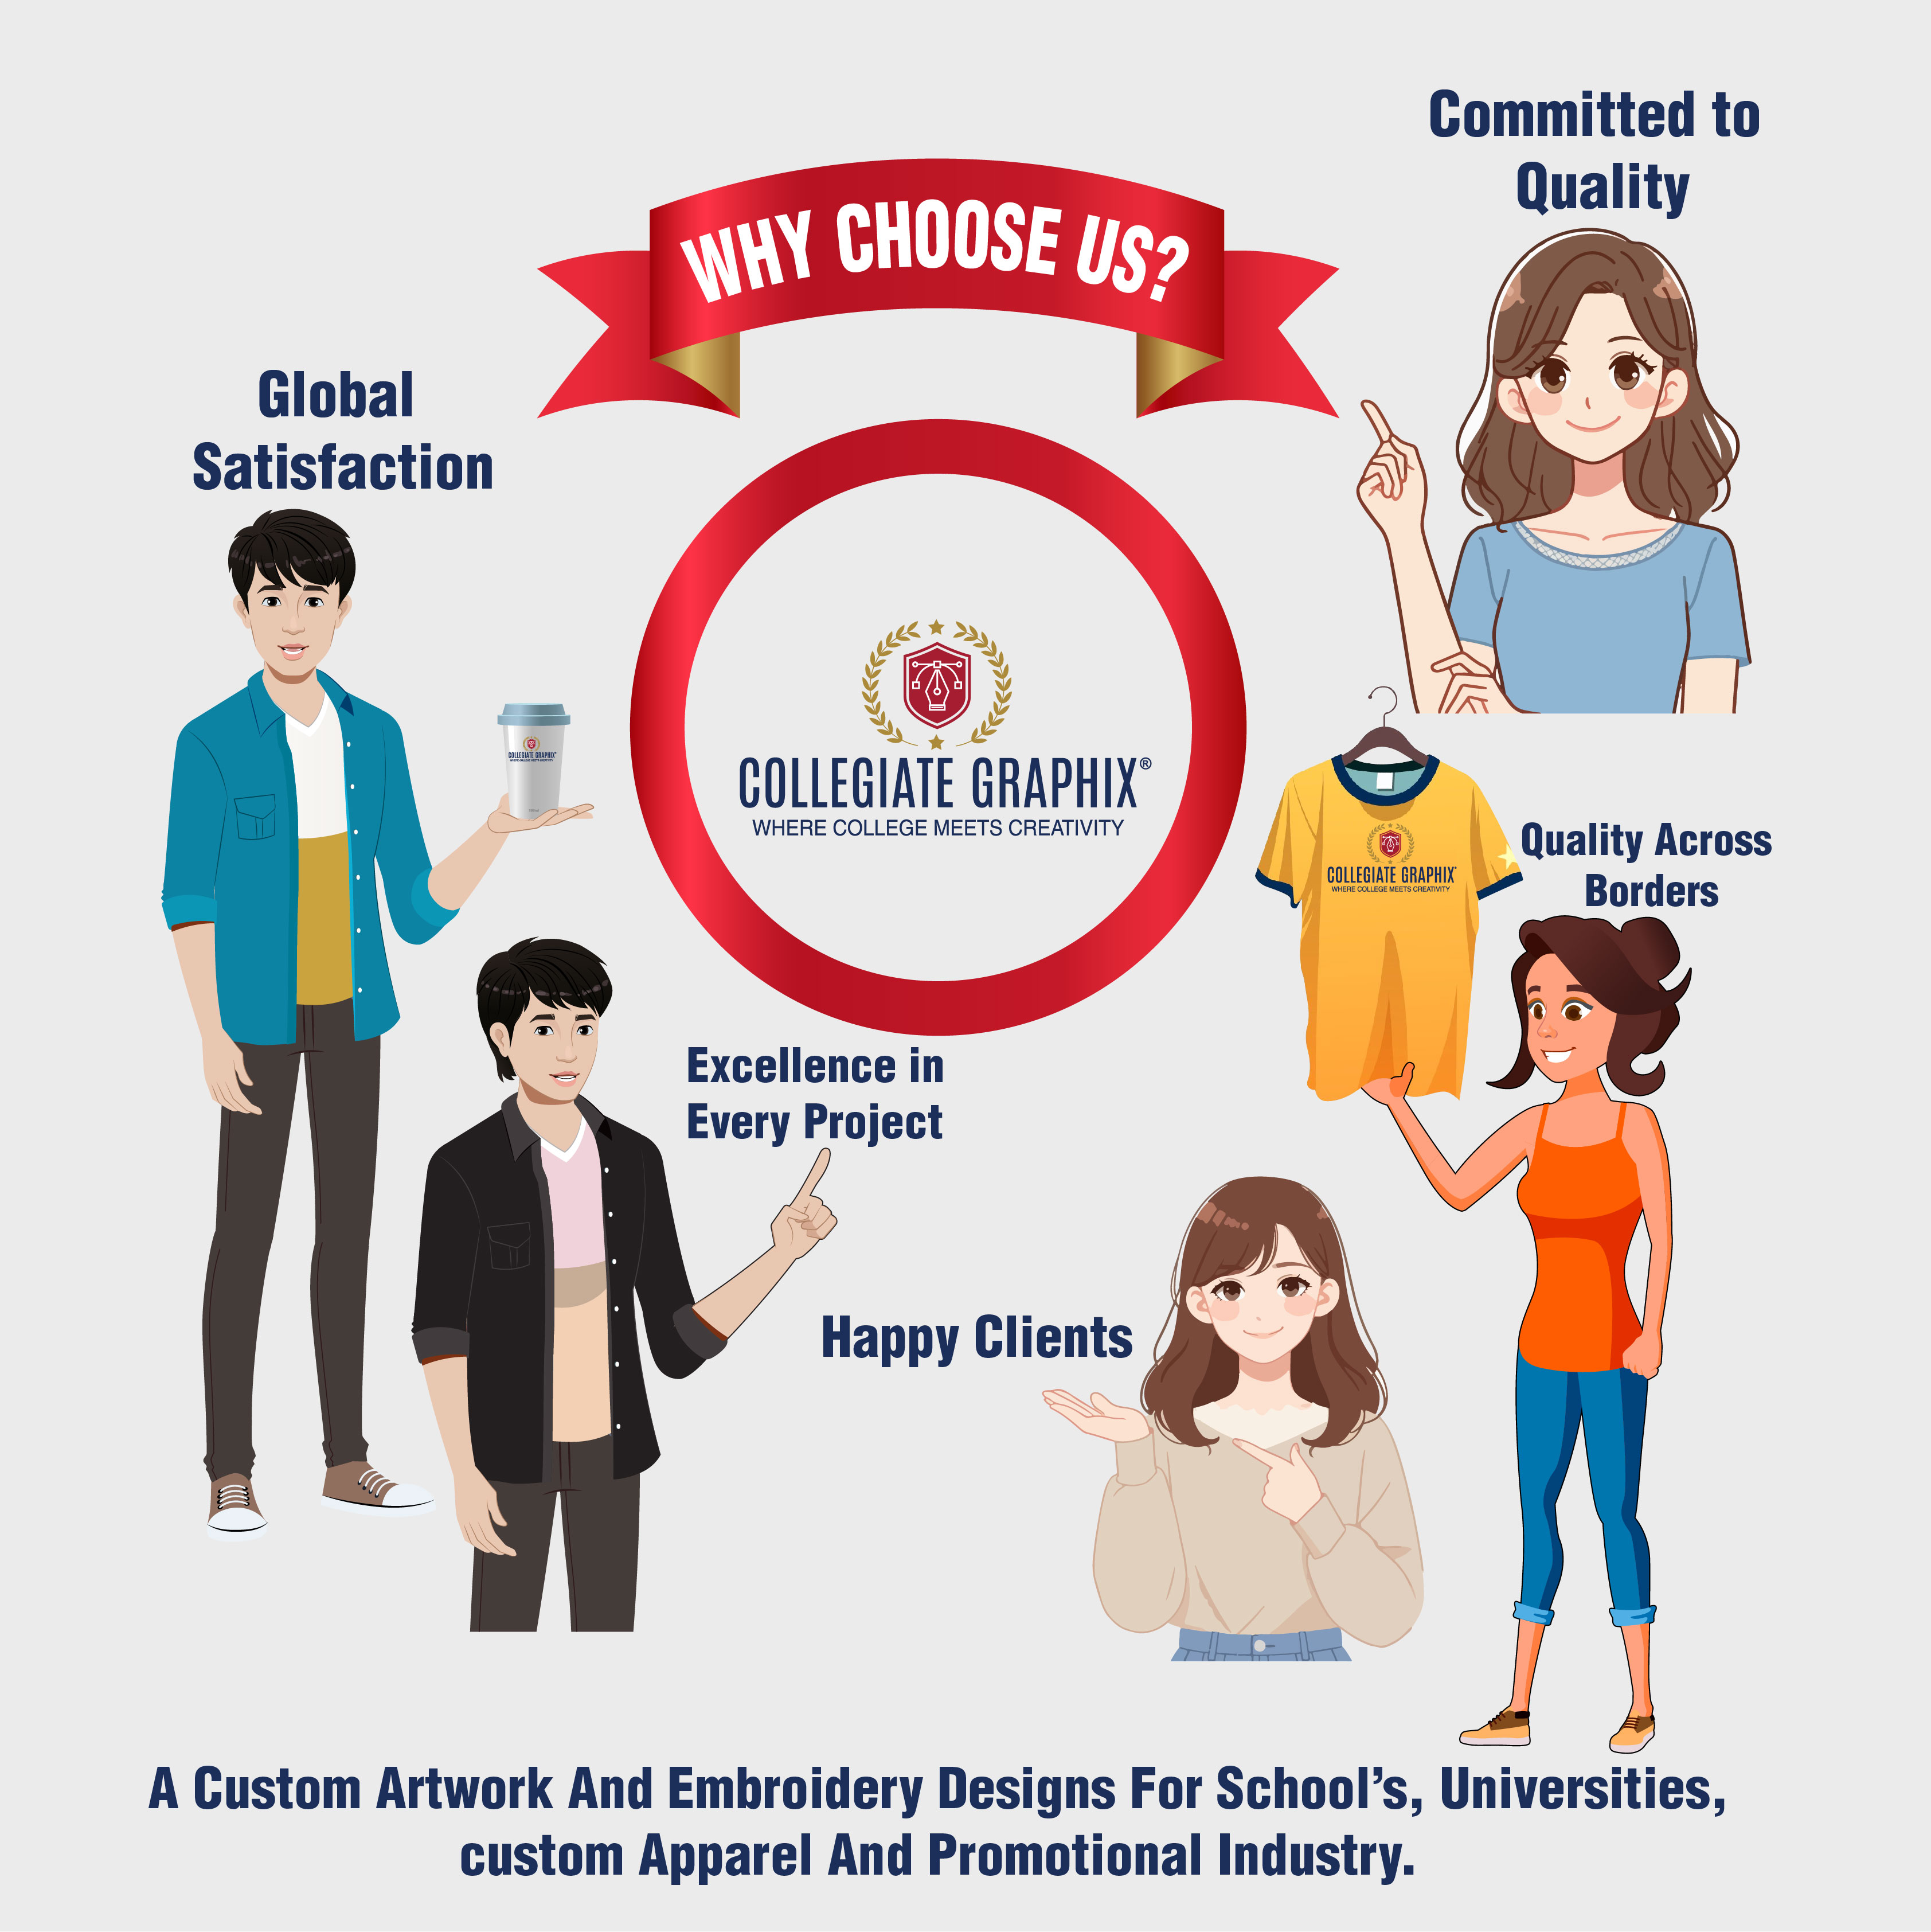 Committed to
Quality
WHY CHOOSE US?
Global
Satisfaction
COLLEGIATE GRAPHIX®
WHERE COLLEGE MEETS CREATIVITY
COLLEGIATE GRAPHIX®
WHERE COLLEGE MEETS CREATIVITY
COLLEGIATE GRAPHIX®
WHERE COLLEGE MEETS CREATIVITY
Quality Across
Borders
Excellence in
Every Project
Happy Clients
A Custom Artwork And Embroidery Designs For School’s, Universities,
custom Apparel And Promotional Industry.